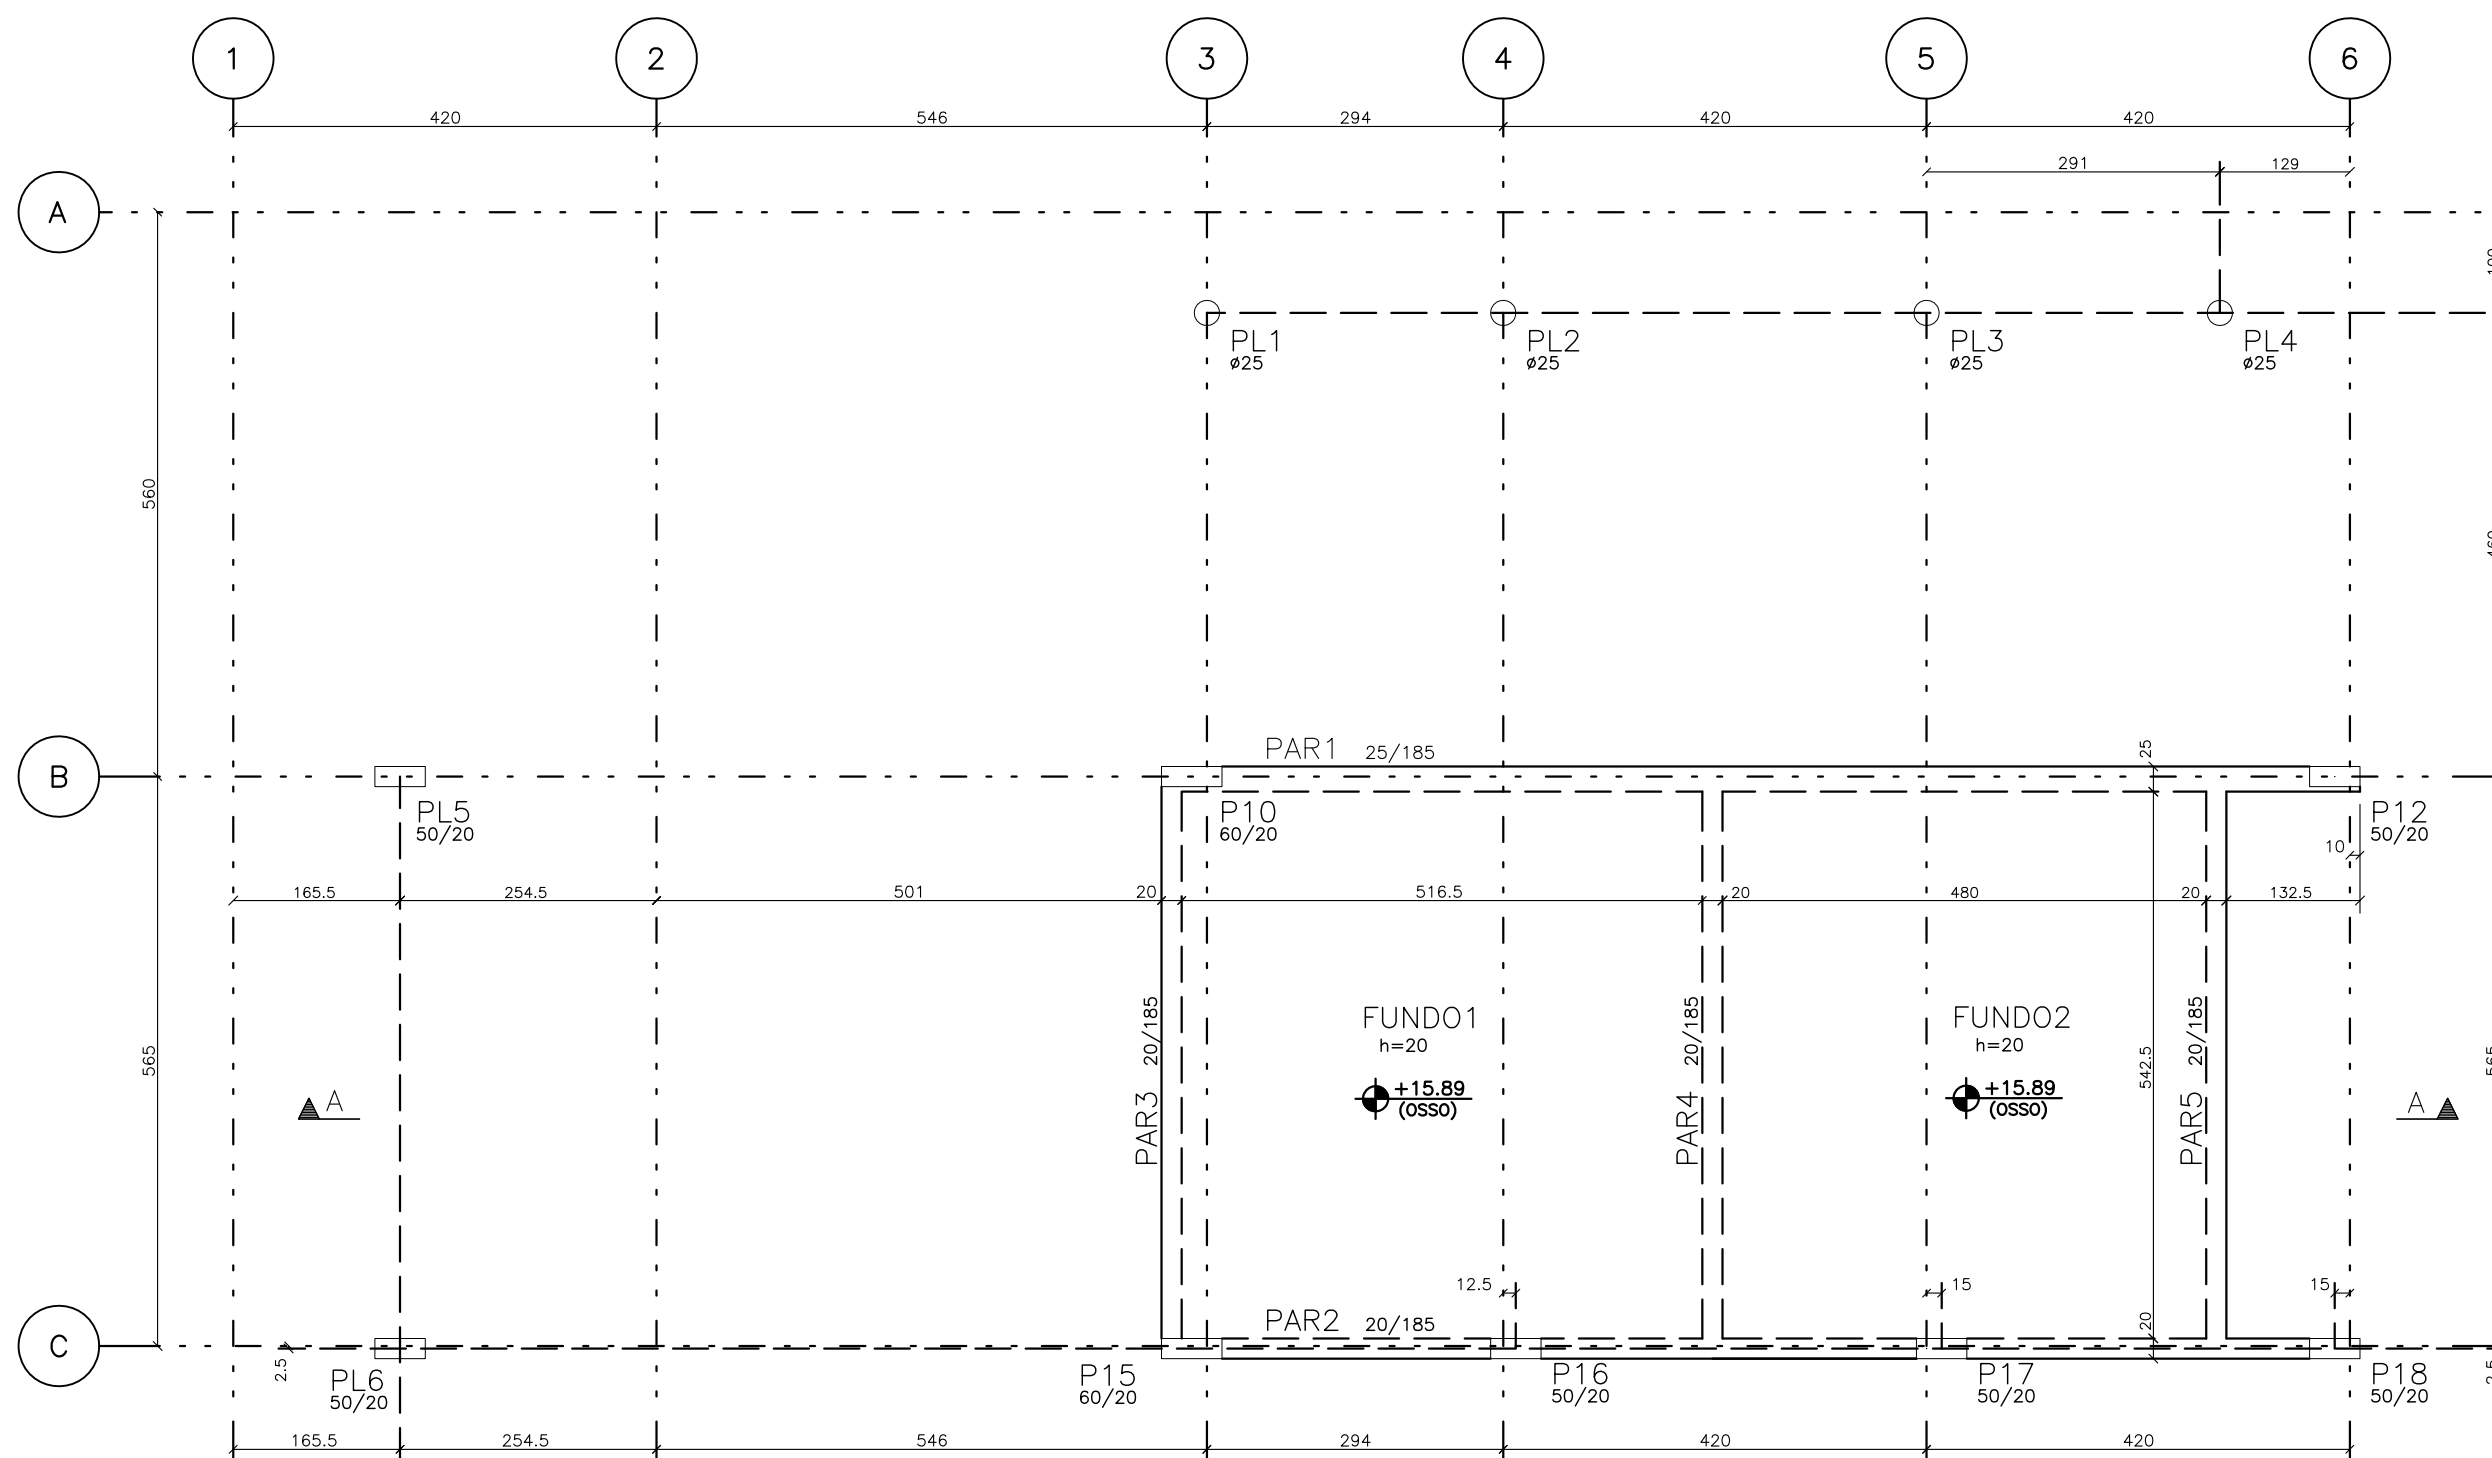 1 2 3 4 5 6
420 546 294 420 420
291 129
A
100
PL1 PL2 PL3 PL4
ø25 ø25 ø25 ø25
560
460
PAR1 25/185 25
B
PL5 P10 P12
50/20 60/20 50/20
10
165.5 254.5 501 20 516.5 20 480 20 132.5
20/185 20/185 20/185
FUNDO1 FUNDO2
h=20 h=20
565 542.5 565
+15.89 +15.89
(OSSO) (OSSO)
A A
PAR3 PAR4 PAR5
12.5 15 15
PAR2 20/185 20
C
2.5 2.5
PL6 P15 P16 P17 P18
50/20 60/20 50/20 50/20 50/20
165.5 254.5 546 294 420 420